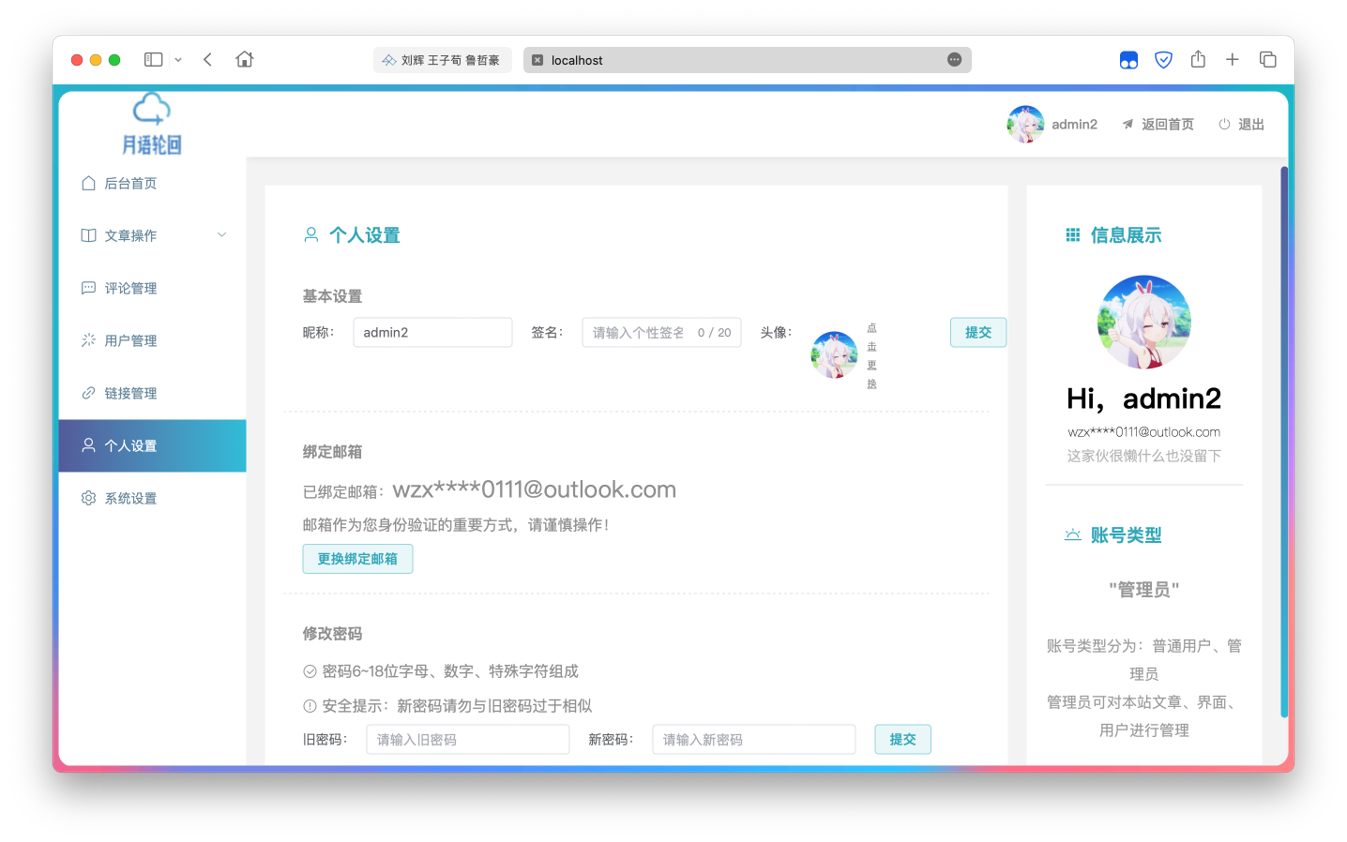 刘辉 王子荀 鲁哲豪
localhost
月语轮回
admin2
返回首页
退出
后台首页
文章操作
评论管理
用户管理
链接管理
个人设置
系统设置
个人设置
基本设置
昵称： admin2 签名： 请输入个性签名 0 / 20 头像： 点击更换 提交
绑定邮箱
已绑定邮箱：wzx****0111@outlook.com
邮箱作为您身份验证的重要方式，请谨慎操作！
更换绑定邮箱
修改密码
密码6~18位字母、数字、特殊字符组成
安全提示：新密码请勿与旧密码过于相似
旧密码： 请输入旧密码 新密码： 请输入新密码 提交
信息展示
Hi，admin2
wzx****0111@outlook.com
这家伙很懒什么也没留下
账号类型
"管理员"
账号类型分为：普通用户、管
理员
管理员可对本站文章、界面、
用户进行管理